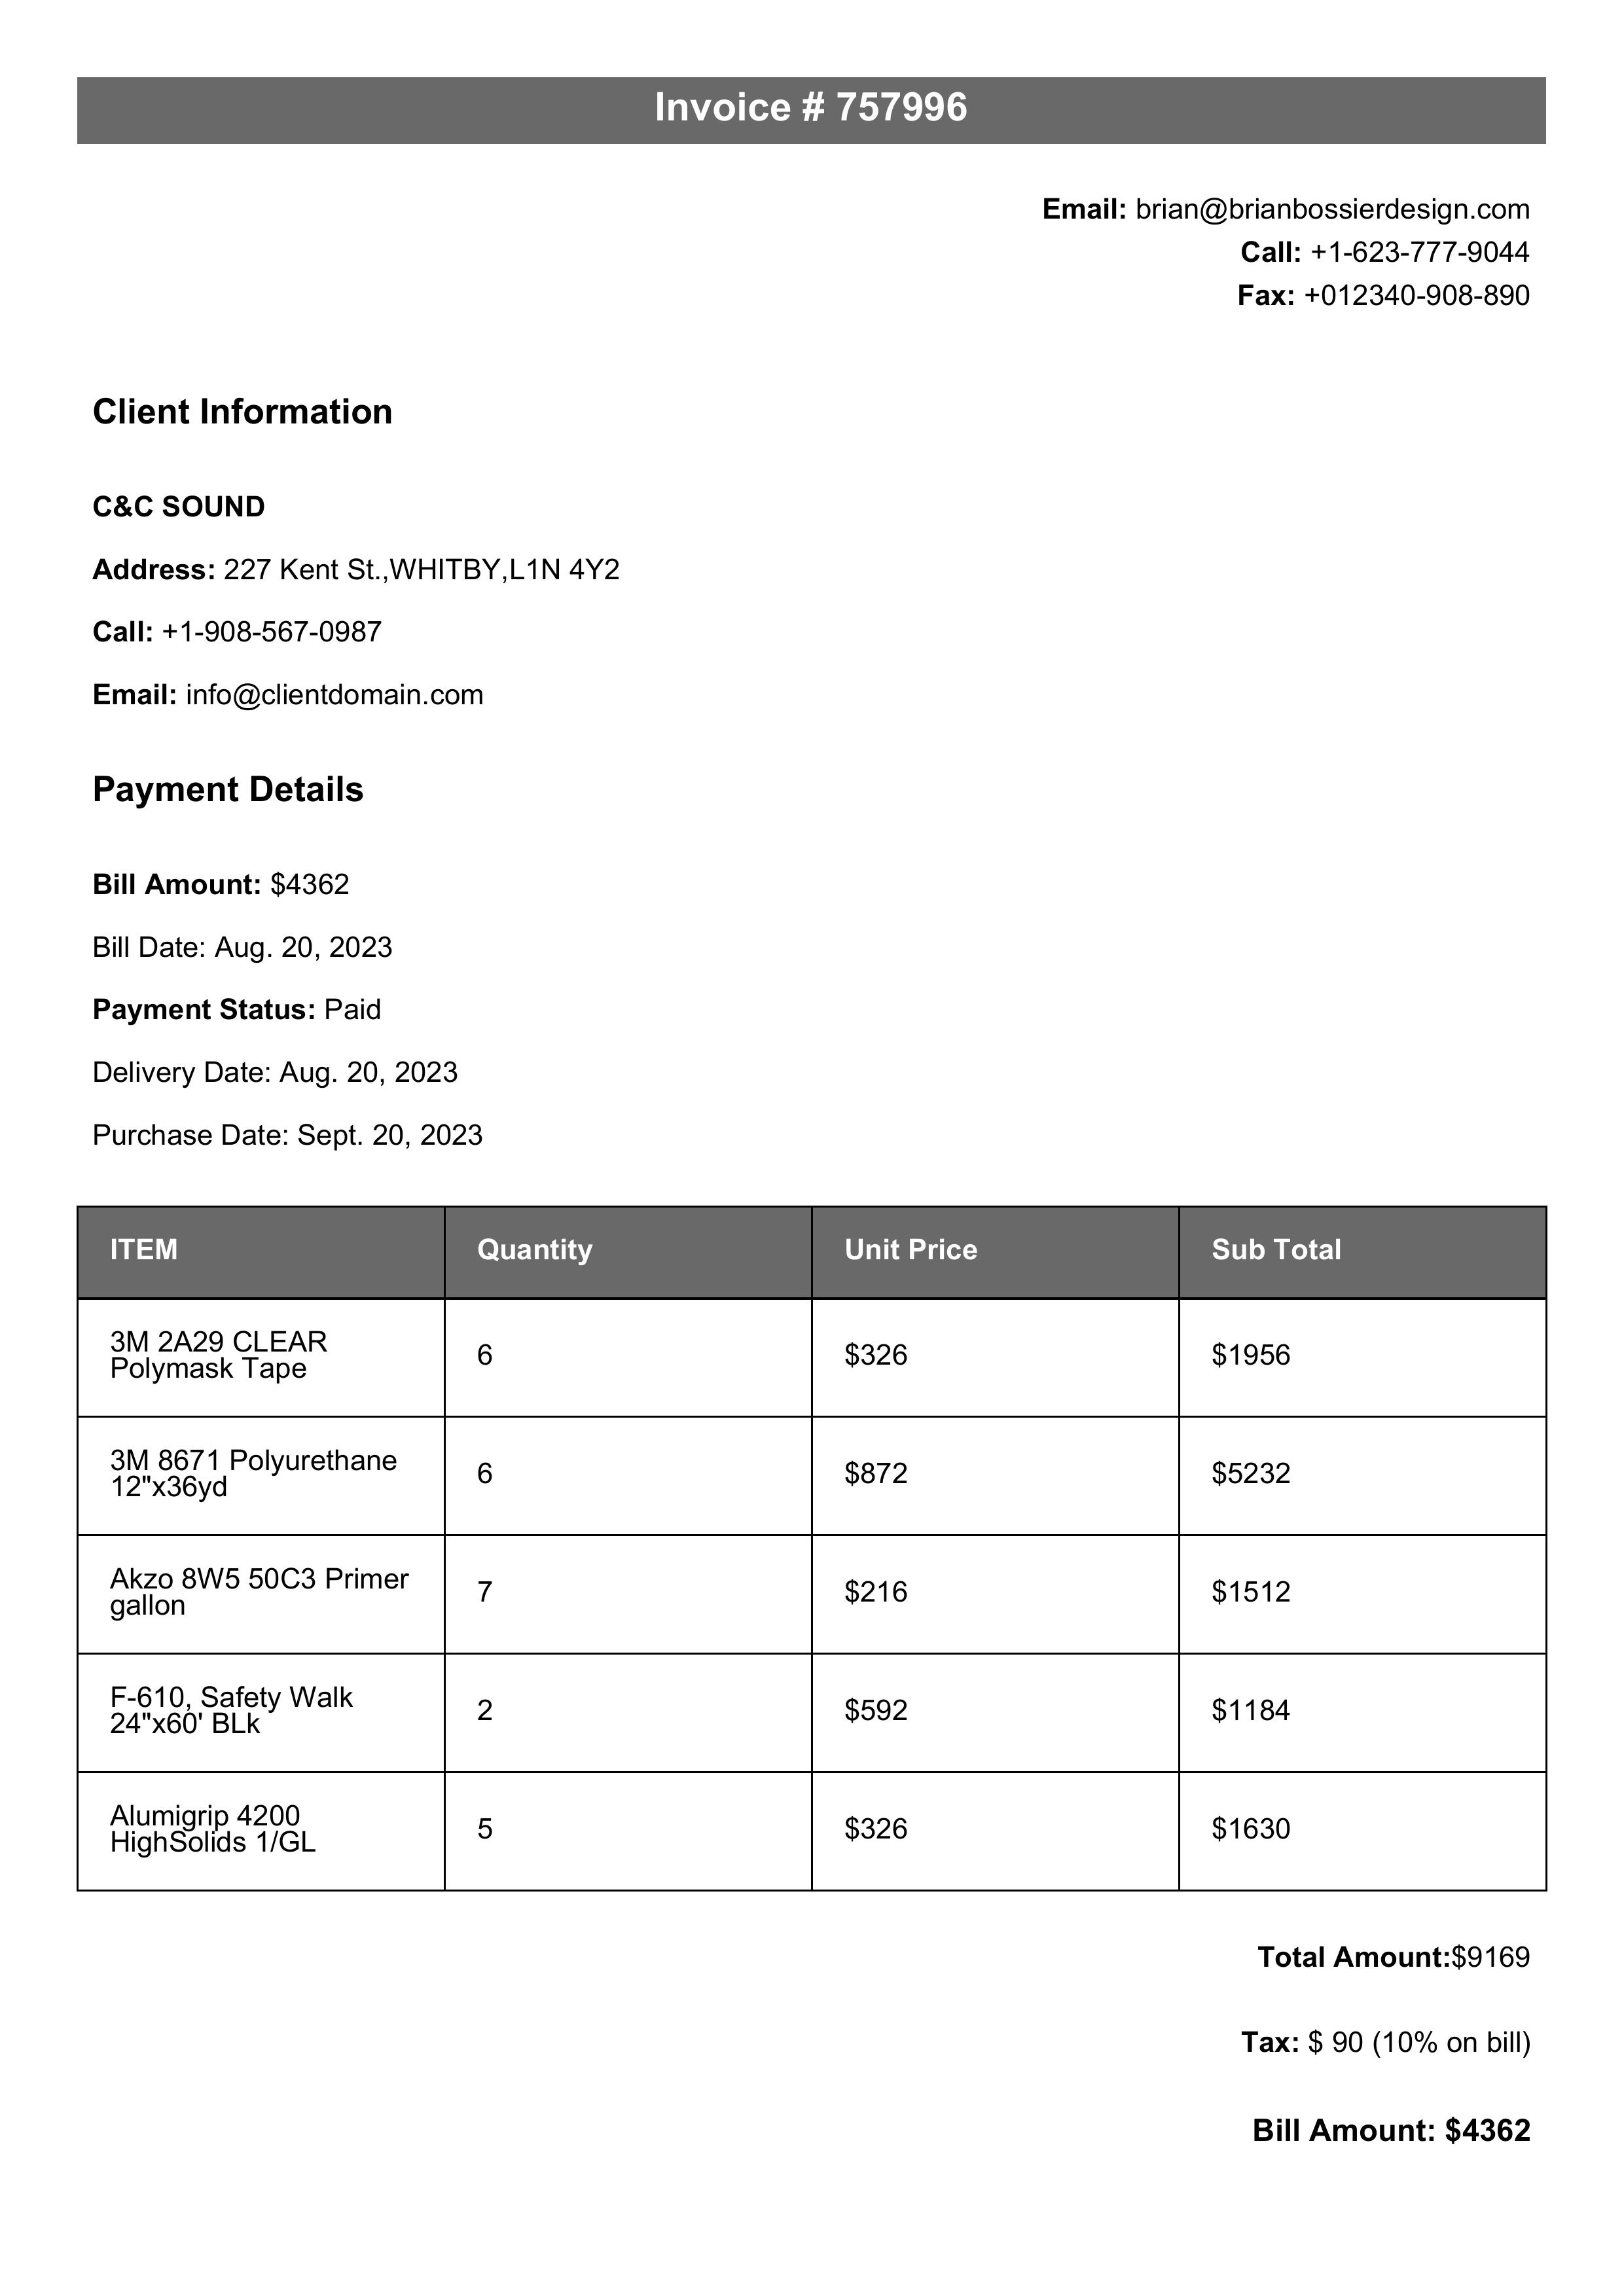 Invoice # 757996
Email: brian@brianbossierdesign.com
Call: +1-623-777-9044
Fax: +012340-908-890
Client Information
C&C SOUND
Address: 227 Kent St.,WHITBY,L1N 4Y2
Call: +1-908-567-0987
Email: info@clientdomain.com
Payment Details
Bill Amount: $4362
Bill Date: Aug. 20, 2023
Payment Status: Paid
Delivery Date: Aug. 20, 2023
Purchase Date: Sept. 20, 2023
ITEM Quantity Unit Price Sub Total
3M 2A29 CLEAR
Polymask Tape
6 $326 $1956
3M 8671 Polyurethane
12"x36yd
6 $872 $5232
Akzo 8W5 50C3 Primer
gallon
7 $216 $1512
F-610, Safety Walk
24"x60' BLk
2 $592 $1184
Alumigrip 4200
HighSolids 1/GL
5 $326 $1630
Total Amount:$9169
Tax: $ 90 (10% on bill)
Bill Amount: $4362